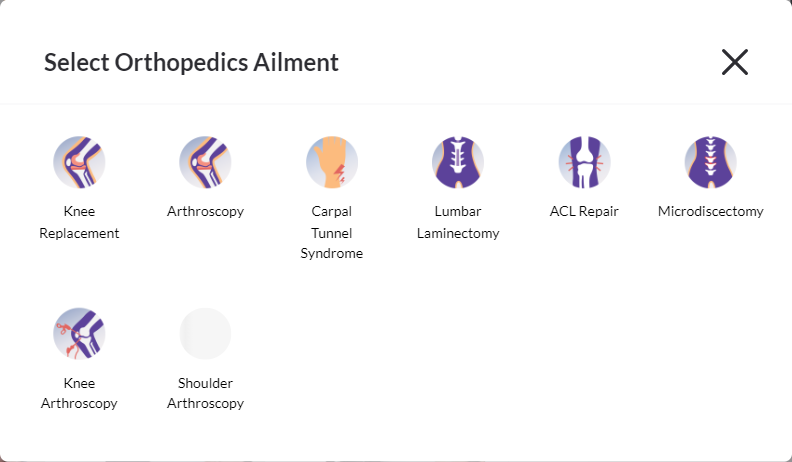 Select Orthopedics Ailment
Knee
Replacement
Arthroscopy
Carpal
Tunnel
Syndrome
Lumbar
Laminectomy
ACL Repair
Microdiscectomy
Knee
Arthroscopy
Shoulder
Arthroscopy